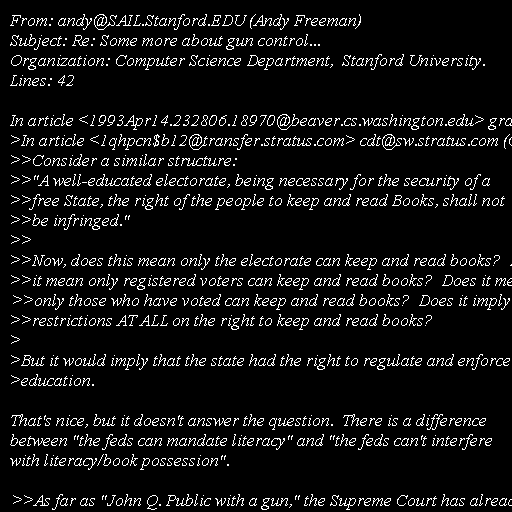 From: andy@SAIL.Stanford.EDU (Andy Freeman)
Subject: Re: Some more about gun control...
Organization: Computer Science Department,  Stanford University.
Lines: 42

In article <1993Apr14.232806.18970@beaver.cs.washington.edu> gra
>In article <1qhpcn$b12@transfer.stratus.com> cdt@sw.stratus.com (
>>Consider a similar structure:
>>"A well-educated electorate, being necessary for the security of a
>>free State, the right of the people to keep and read Books, shall not
>>be infringed."
>>
>>Now, does this mean only the electorate can keep and read books?
>>it mean only registered voters can keep and read books?  Does it me
>>only those who have voted can keep and read books?  Does it imply
>>restrictions AT ALL on the right to keep and read books?
>
>But it would imply that the state had the right to regulate and enforce
>education.

That's nice, but it doesn't answer the question.  There is a difference
between "the feds can mandate literacy" and "the feds can't interfere
with literacy/book possession".

>>As far as "John Q. Public with a gun," the Supreme Court has alread